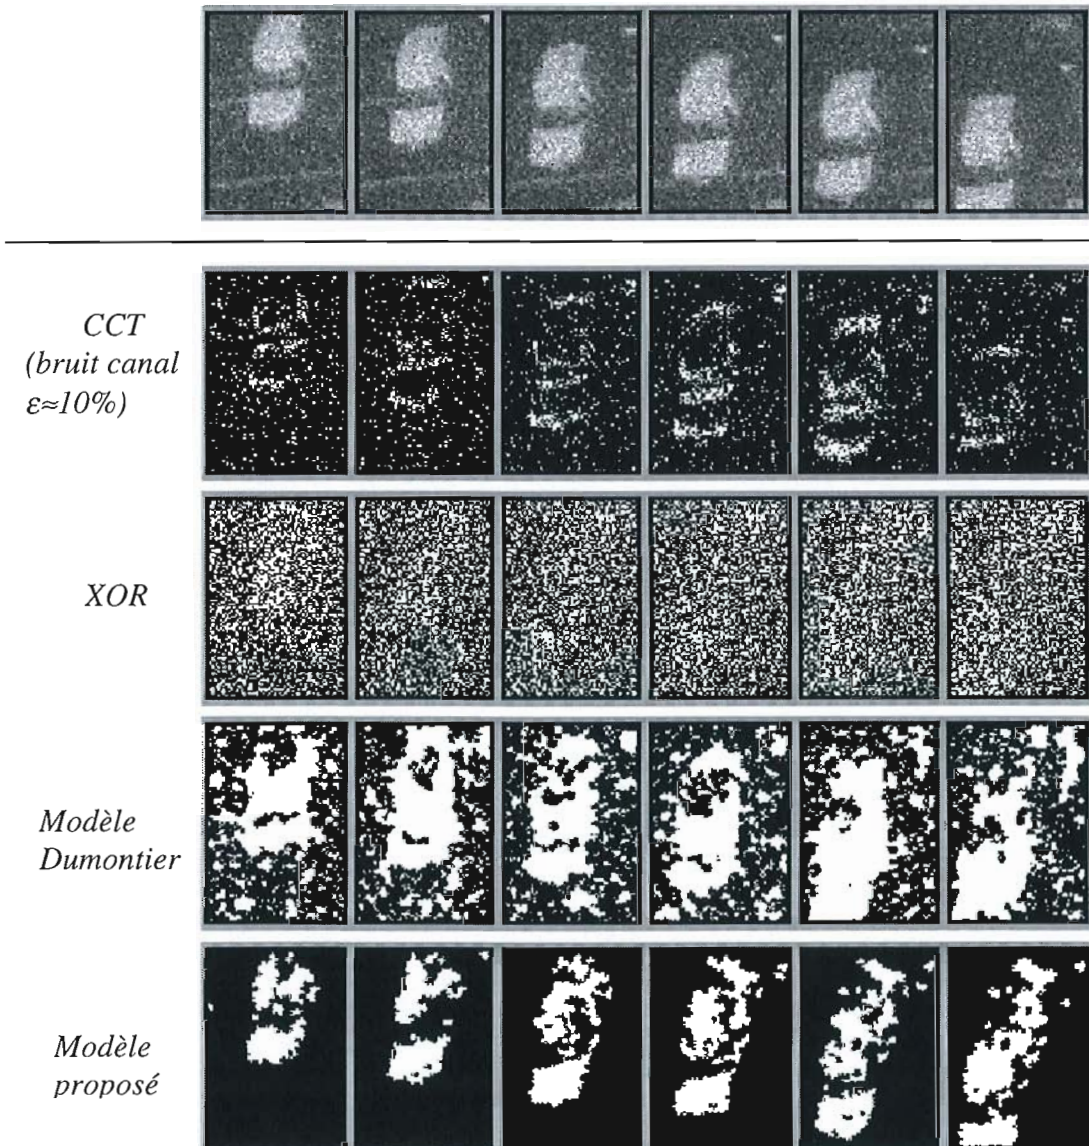 CCT
(bruit canal
ε≈10%)
XOR
Modèle
Dumontier
Modèle
proposé